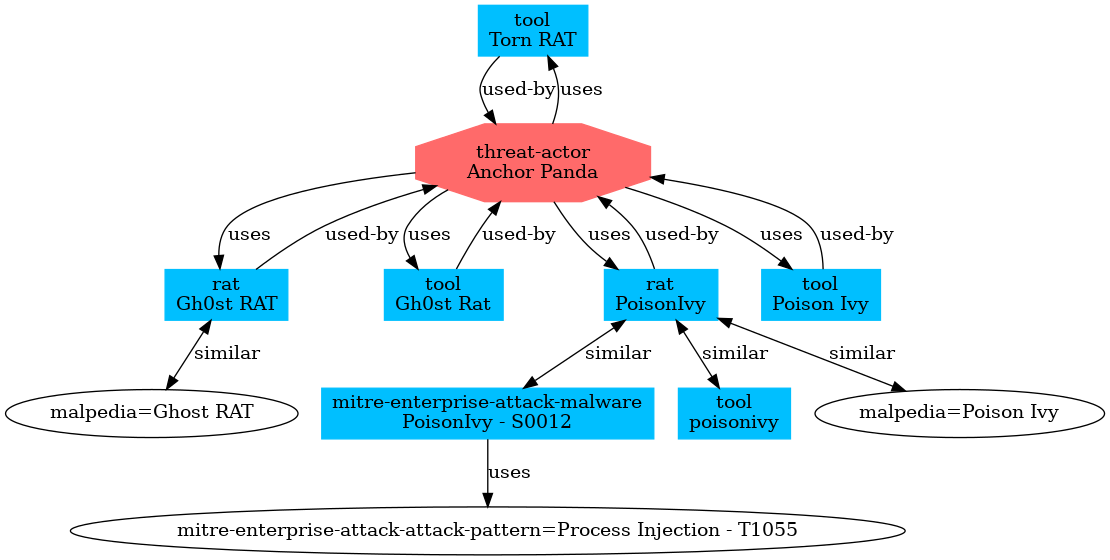 tool
Torn RAT
used-by
uses
threat-actor
Anchor Panda
uses
used-by
uses
used-by
uses
used-by
uses
used-by
rat
Gh0st RAT
tool
Gh0st Rat
rat
PoisonIvy
tool
Poison Ivy
similar
similar
similar
similar
malpedia=Ghost RAT
mitre-enterprise-attack-malware
PoisonIvy - S0012
tool
poisonivy
malpedia=Poison Ivy
uses
mitre-enterprise-attack-attack-pattern=Process Injection - T1055